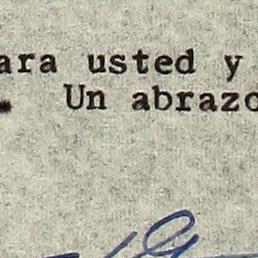 ara usted y
. Un abrazo